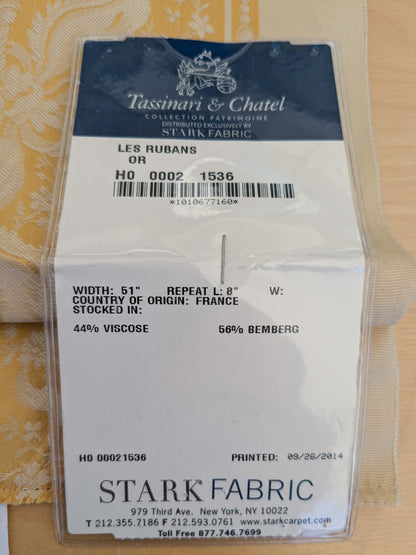 Tassinari & Chatel
COLLECTION PATRIMOINE
DISTRIBUTED EXCLUSIVELY BY
STARK FABRIC
LES RUBANS
OR
H0 0002 1536
*1010677160*
WIDTH: 51" REPEAT L: 8" W:
COUNTRY OF ORIGIN: FRANCE
STOCKED IN:
44% VISCOSE 56% BEMBERG
H0 00021536 PRINTED: 09/26/2014
STARK FABRIC
979 Third Ave. New York, NY 10022
T 212.355.7186 F 212.593.0761 www.starkcarpet.com
Toll Free 877.746.7699